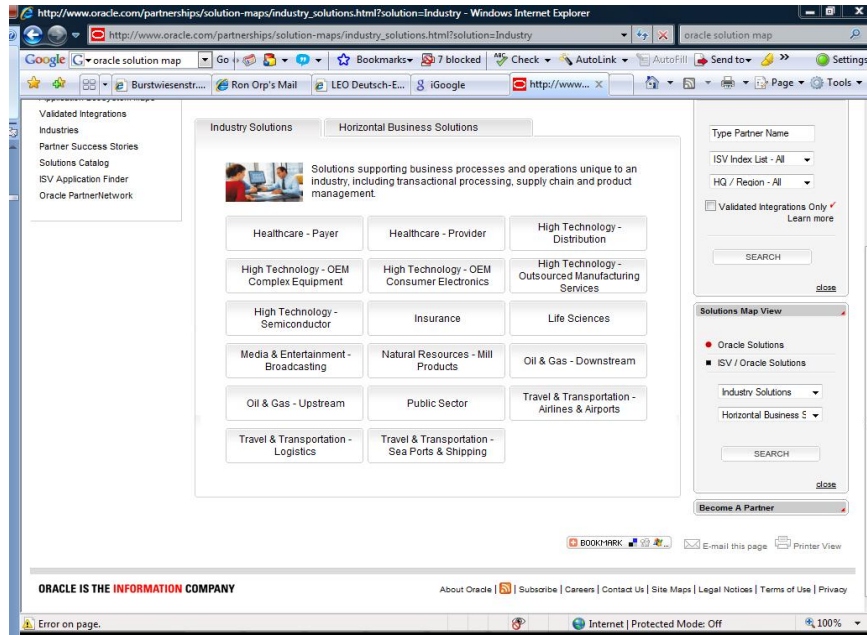 http://www.oracle.com/partnerships/solution-maps/industry_solutions.html?solution=Industry - Windows Internet Explorer
http://www.oracle.com/partnerships/solution-maps/industry_solutions.html?solution=Industry
oracle solution map
Google
oracle solution map
Go
Bookmarks
7 blocked
Check
AutoLink
AutoFill
Send to
Settings
Burstwiesenstr....
Ron Orp's Mail
LEO Deutsch-E...
iGoogle
http://www...
Page
Tools
Validated Integrations
Industries
Partner Success Stories
Solutions Catalog
ISV Application Finder
Oracle PartnerNetwork
Industry Solutions
Horizontal Business Solutions
Solutions supporting business processes and operations unique to an
industry, including transactional processing, supply chain and product
management.
Healthcare - Payer
Healthcare - Provider
High Technology -
Distribution
High Technology - OEM
Complex Equipment
High Technology - OEM
Consumer Electronics
High Technology -
Outsourced Manufacturing
Services
High Technology -
Semiconductor
Insurance
Life Sciences
Media & Entertainment -
Broadcasting
Natural Resources - Mill
Products
Oil & Gas - Downstream
Oil & Gas - Upstream
Public Sector
Travel & Transportation -
Airlines & Airports
Travel & Transportation -
Logistics
Travel & Transportation -
Sea Ports & Shipping
Type Partner Name
ISV Index List - All
HQ / Region - All
Validated Integrations Only
Learn more
SEARCH
close
Solutions Map View
Oracle Solutions
ISV / Oracle Solutions
Industry Solutions
Horizontal Business S
SEARCH
close
Become A Partner
BOOKMARK
E-mail this page
Printer View
ORACLE IS THE INFORMATION COMPANY
About Oracle | Subscribe | Careers | Contact Us | Site Maps | Legal Notices | Terms of Use | Privacy
Error on page.
Internet | Protected Mode: Off
100%